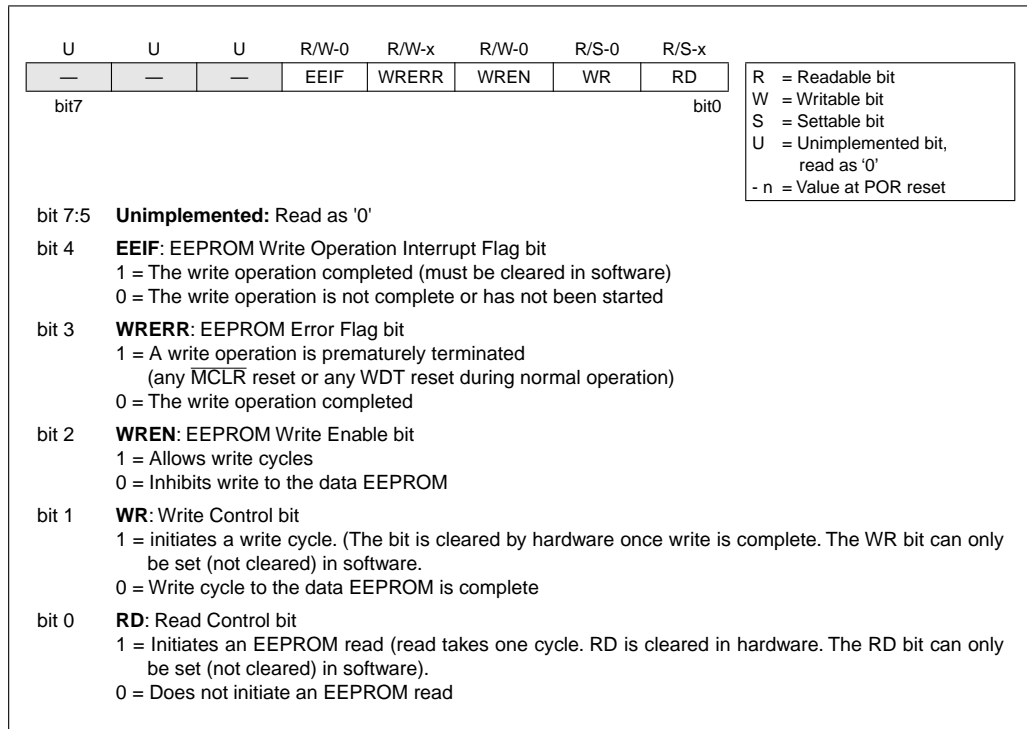 U U U R/W-0 R/W-x R/W-0 R/S-0 R/S-x
— — — EEIF WRERR WREN WR RD
bit7 bit0
R = Readable bit
W = Writable bit
S = Settable bit
U = Unimplemented bit,
read as ‘0’
- n = Value at POR reset
bit 7:5 Unimplemented: Read as '0'
bit 4 EEIF: EEPROM Write Operation Interrupt Flag bit
1 = The write operation completed (must be cleared in software)
0 = The write operation is not complete or has not been started
bit 3 WRERR: EEPROM Error Flag bit
1 = A write operation is prematurely terminated
(any MCLR reset or any WDT reset during normal operation)
0 = The write operation completed
bit 2 WREN: EEPROM Write Enable bit
1 = Allows write cycles
0 = Inhibits write to the data EEPROM
bit 1 WR: Write Control bit
1 = initiates a write cycle. (The bit is cleared by hardware once write is complete. The WR bit can only
be set (not cleared) in software.
0 = Write cycle to the data EEPROM is complete
bit 0 RD: Read Control bit
1 = Initiates an EEPROM read (read takes one cycle. RD is cleared in hardware. The RD bit can only
be set (not cleared) in software).
0 = Does not initiate an EEPROM read